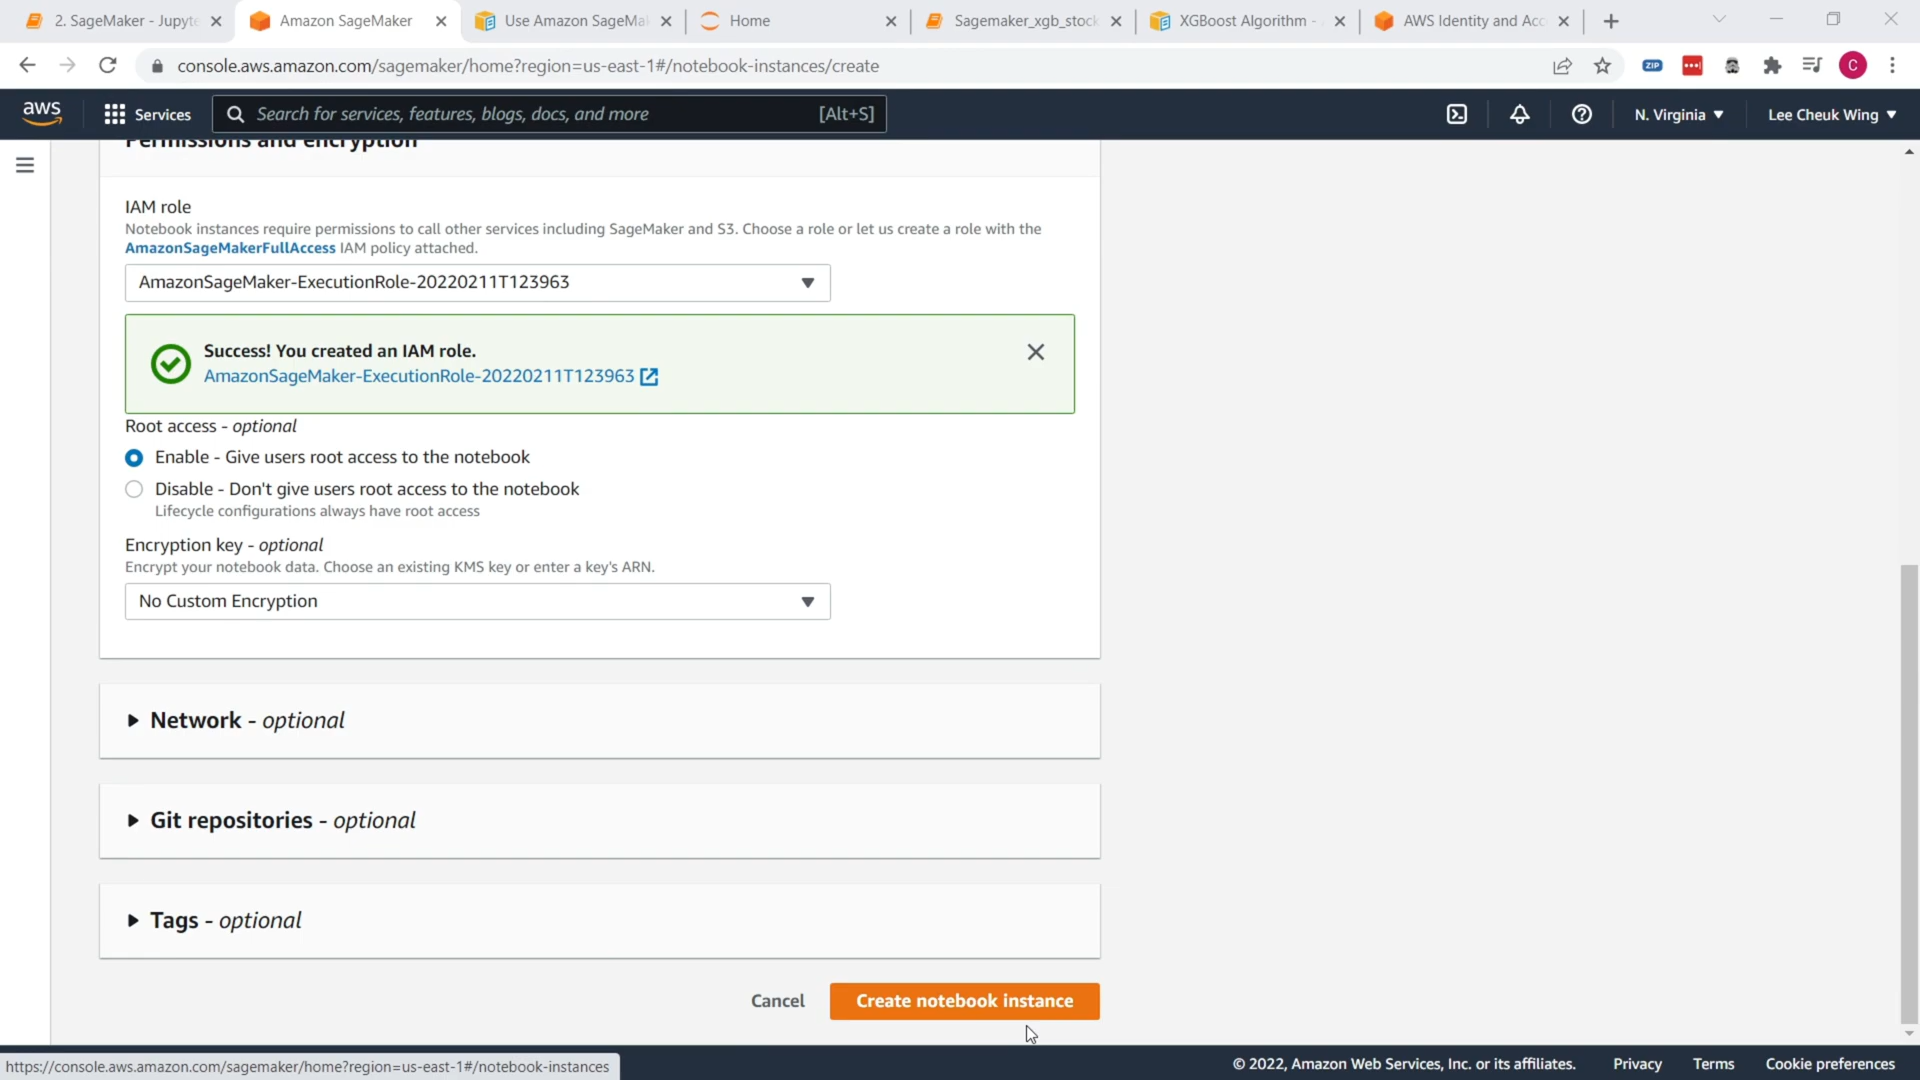 2. SageMaker - Jupyte
Amazon SageMaker
Use Amazon SageMa
Home
Sagemaker_xgb_stock
XGBoost Algorithm -
AWS Identity and Acc
console.aws.amazon.com/sagemaker/home?region=us-east-1#/notebook-instances/create
ZIP
C
aws
Services
Search for services, features, blogs, docs, and more
[Alt+S]
N. Virginia
Lee Cheuk Wing
Permissions and encryption
IAM role
Notebook instances require permissions to call other services including SageMaker and S3. Choose a role or let us create a role with the
AmazonSageMakerFullAccess IAM policy attached.
AmazonSageMaker-ExecutionRole-20220211T123963
Success! You created an IAM role.
AmazonSageMaker-ExecutionRole-20220211T123963
Root access - optional
Enable - Give users root access to the notebook
Disable - Don't give users root access to the notebook
Lifecycle configurations always have root access
Encryption key - optional
Encrypt your notebook data. Choose an existing KMS key or enter a key's ARN.
No Custom Encryption
Network - optional
Git repositories - optional
Tags - optional
Cancel
Create notebook instance
https://console.aws.amazon.com/sagemaker/home?region=us-east-1#/notebook-instances
© 2022, Amazon Web Services, Inc. or its affiliates.
Privacy
Terms
Cookie preferences